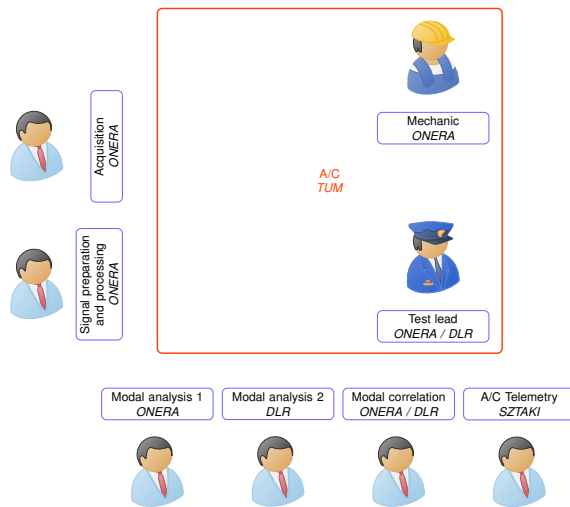 Mechanic
ONERA
Acquisition
ONERA
A/C
TUM
Signal preparation
and processing
ONERA
Test lead
ONERA / DLR
Modal analysis 1
ONERA
Modal analysis 2
DLR
Modal correlation
ONERA / DLR
A/C Telemetry
SZTAKI